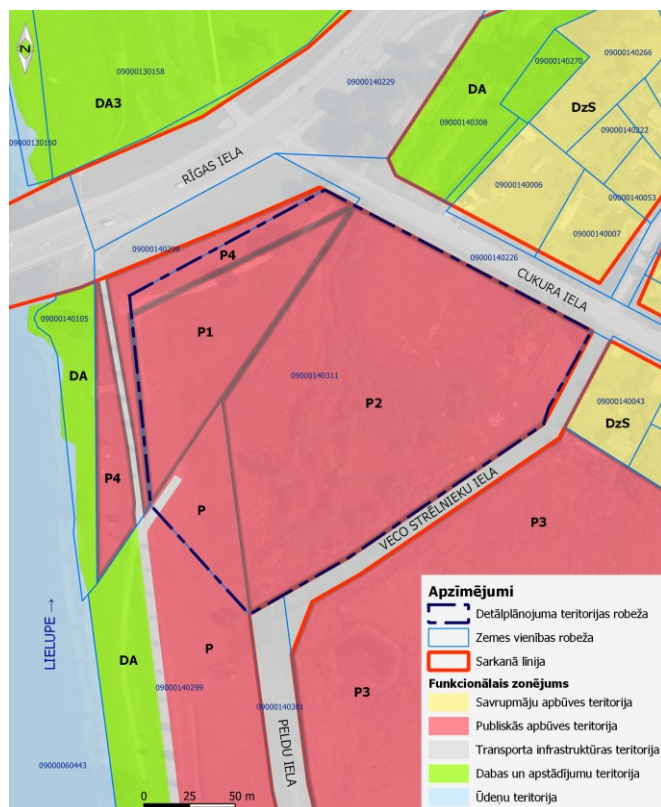 Z
09000130158
DA3
09000130160
RĪGAS IELA
09000140229
DA
09000140308
09000140270
09000140266
DzS
09000140222
09000140006
09000140053
09000140007
09000140298
P4
09000140226
CUKURA IELA
09000140105
DA
P1
P4
09000140311
P2
09000140043
DzS
P
VECO STRĒLNIEKU IELA
P3
LIELUPE →
DA
P
09000140299
09000140301
PELDU IELA
P3
09000060443
0 25 50 m
Apzīmējumi
Detālplānojuma teritorijas robeža
Zemes vienības robeža
Sarkanā līnija
Funkcionālais zonējums
Savrupmāju apbūves teritorija
Publiskās apbūves teritorija
Transporta infrastruktūras teritorija
Dabas un apstādījumu teritorija
Ūdeņu teritorija